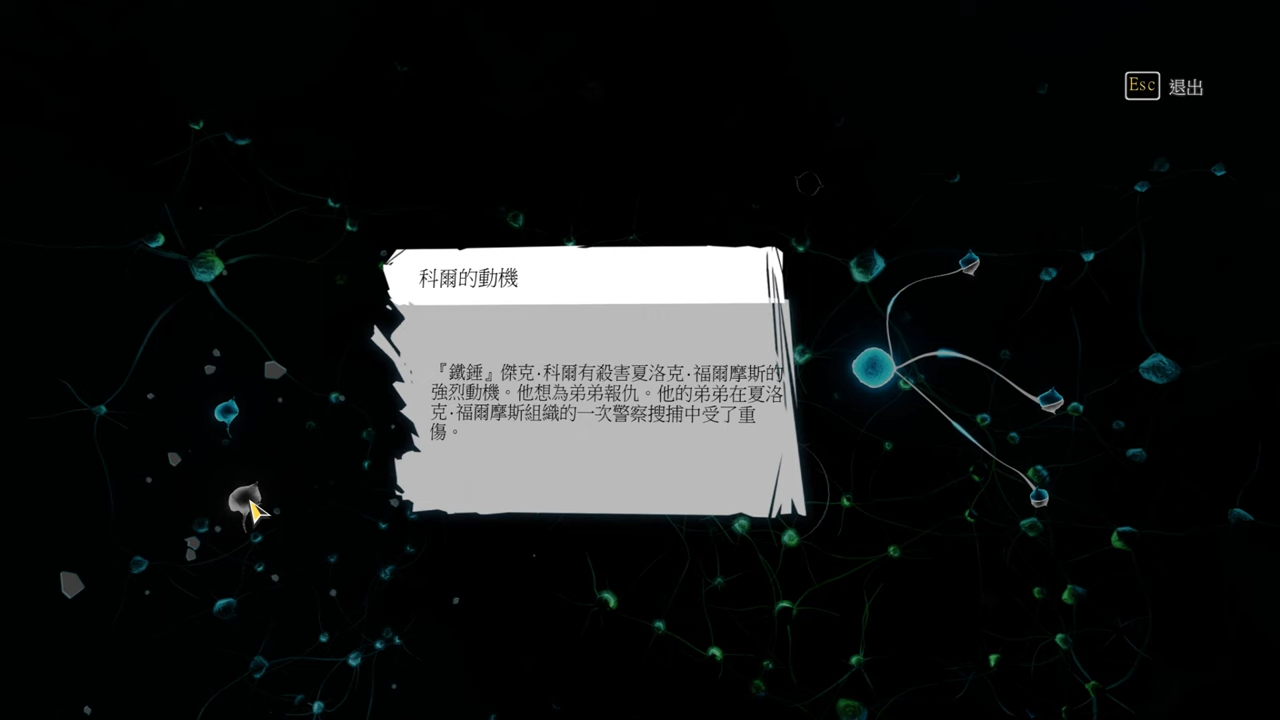 Esc 退出
科爾的動機
『鐵錘』傑克·科爾有殺害夏洛克·福爾摩斯的
強烈動機。他想為弟弟報仇。他的弟弟在夏洛
克·福爾摩斯組織的一次警察搜捕中受了重
傷。